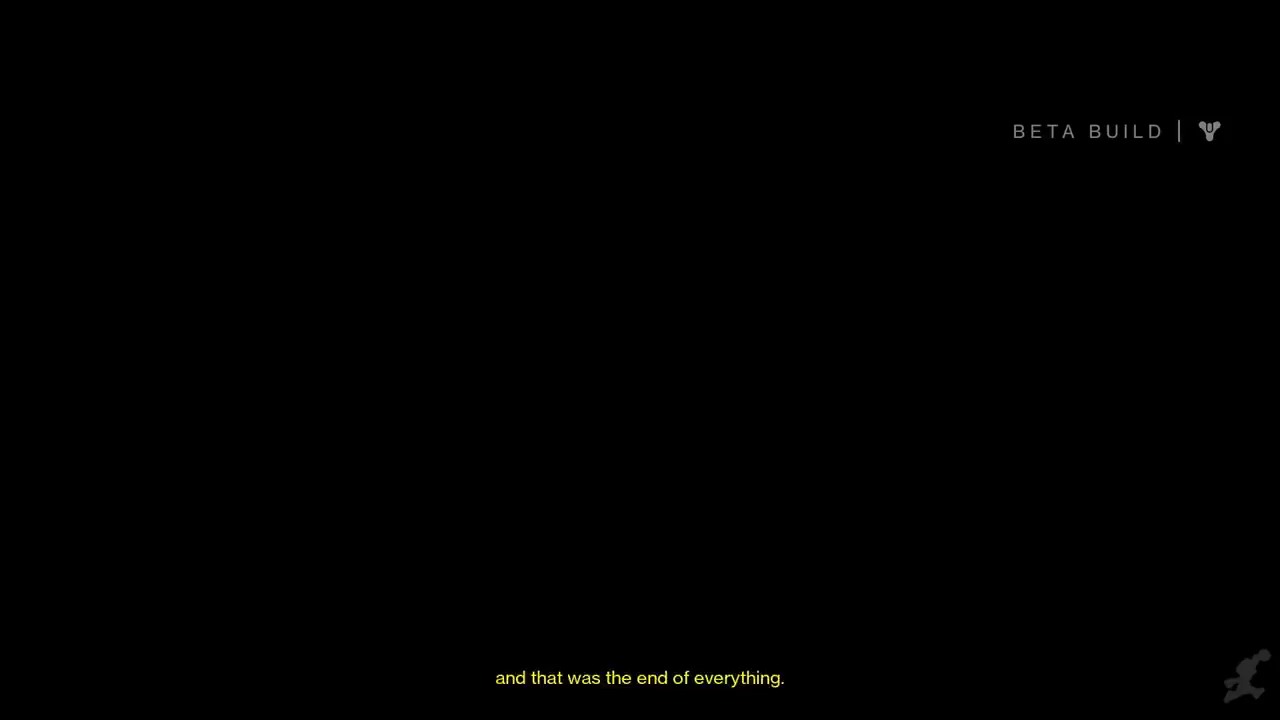 BETA BUILD
and that was the end of everything.